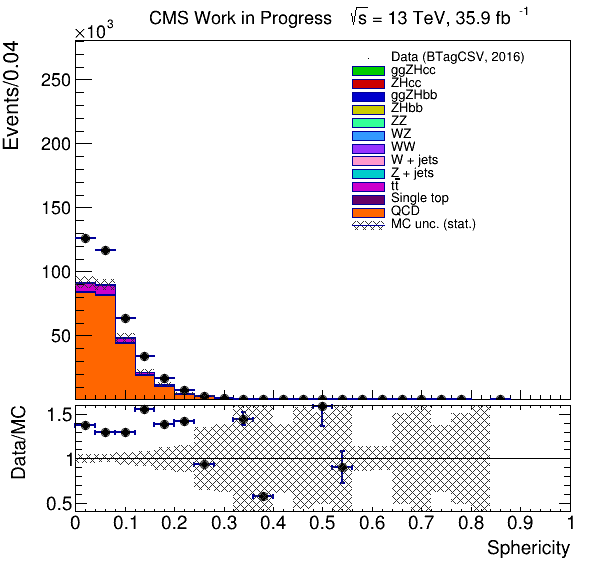 CMS Work in Progress √s = 13 TeV, 35.9 fb⁻¹
×10³
Events/0.04
250
200
150
100
50
Data (BTagCSV, 2016)
ggZHcc
ZHcc
ggZHbb
ZHbb
ZZ
WZ
WW
W + jets
Z + jets
tt̅
Single top
QCD
MC unc. (stat.)
Data/MC
1.5
1
0.5
0 0.1 0.2 0.3 0.4 0.5 0.6 0.7 0.8 0.9 1
Sphericity